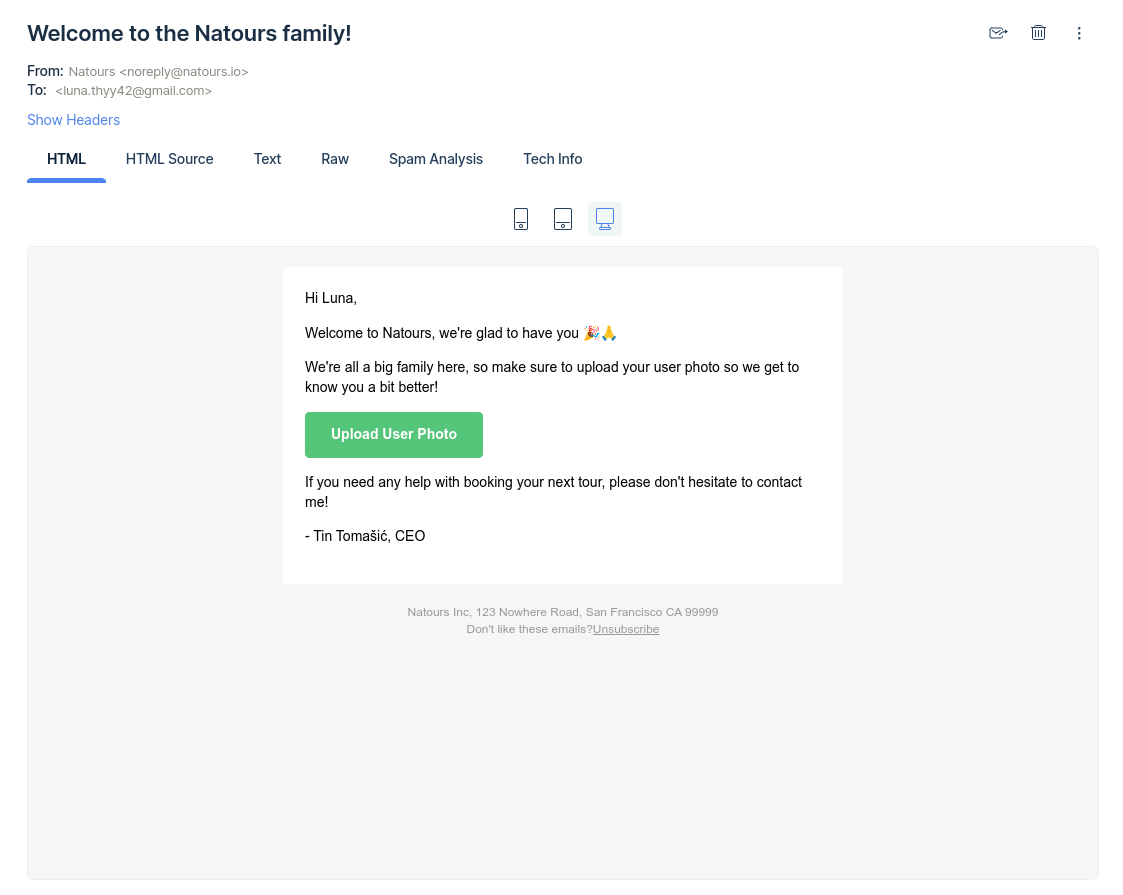 Welcome to the Natours family!
From: Natours <noreply@natours.io>
To: <luna.thyy42@gmail.com>
Show Headers
HTML HTML Source Text Raw Spam Analysis Tech Info
Hi Luna,
Welcome to Natours, we're glad to have you 🎉🙏
We're all a big family here, so make sure to upload your user photo so we get to
know you a bit better!
Upload User Photo
If you need any help with booking your next tour, please don't hesitate to contact
me!
- Tin Tomašić, CEO
Natours Inc, 123 Nowhere Road, San Francisco CA 99999
Don't like these emails?Unsubscribe